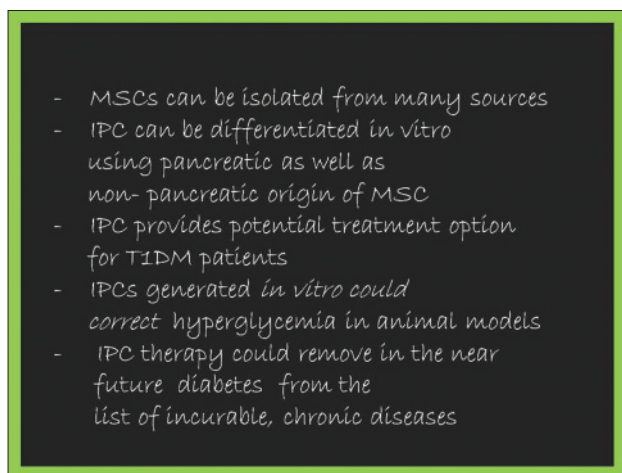 - MSCs can be isolated from many sources
- IPC can be differentiated in vitro
using pancreatic as well as
non- pancreatic origin of MSC
- IPC provides potential treatment option
for T1DM patients
- IPCs generated in vitro could
correct hyperglycemia in animal models
- IPC therapy could remove in the near
future diabetes from the
list of incurable, chronic diseases